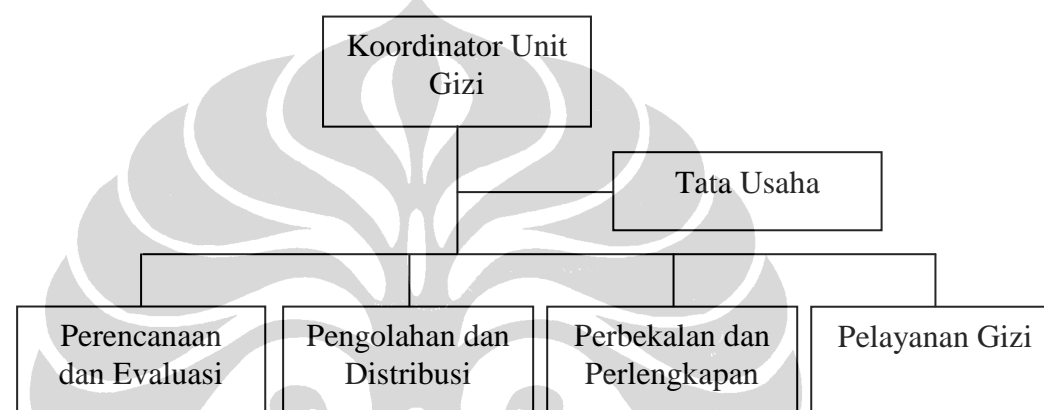 Koordinator Unit
Gizi
Tata Usaha
Perencanaan
dan Evaluasi
Pengolahan dan
Distribusi
Perbekalan dan
Perlengkapan
Pelayanan Gizi